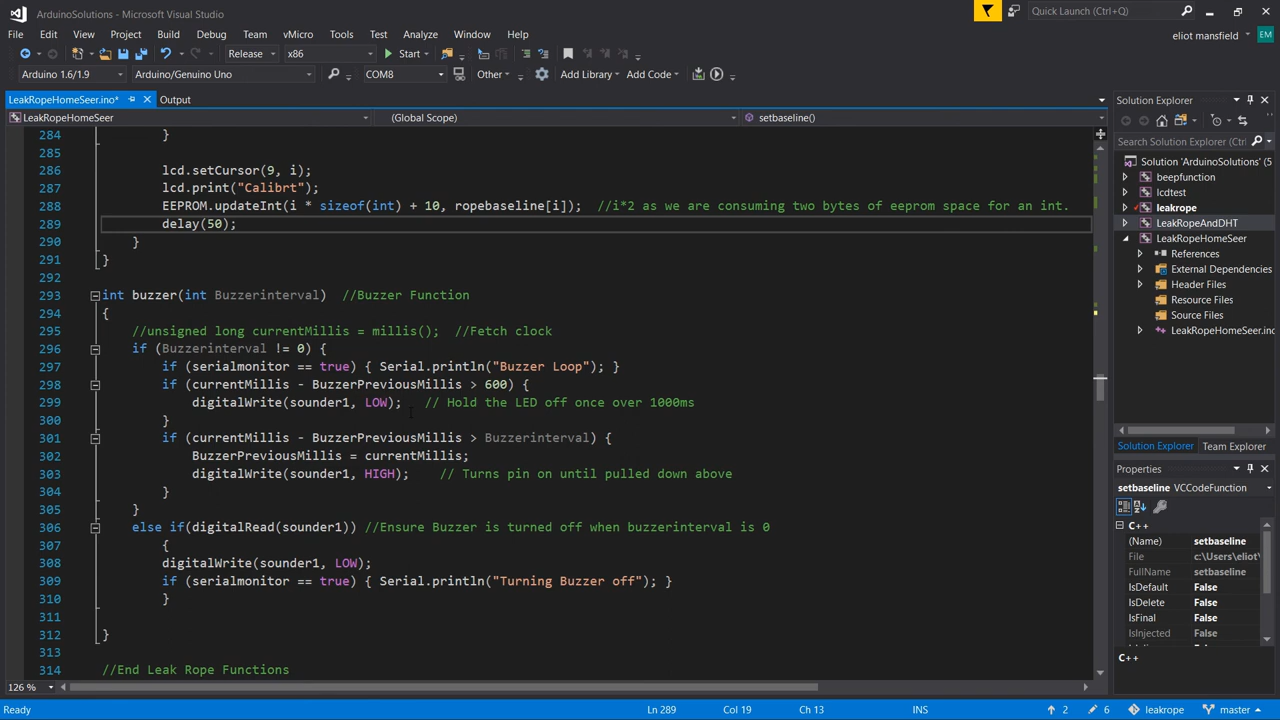 ArduinoSolutions - Microsoft Visual Studio
Quick Launch (Ctrl+Q)
File Edit View Project Build Debug Team vMicro Tools Test Analyze Window Help
eliot mansfield EM
Release x86 Start
Arduino 1.6/1.9 Arduino/Genuino Uno COM8 Other Add Library Add Code
LeakRopeHomeSeer.ino* Output
LeakRopeHomeSeer (Global Scope) setbaseline()
284 }
285
286 lcd.setCursor(9, i);
287 lcd.print("Calibrt");
288 EEPROM.updateInt(i * sizeof(int) + 10, ropebaseline[i]); //i*2 as we are consuming two bytes of eeprom space for an int.
289 delay(50);
290 }
291 }
292
293 int buzzer(int Buzzerinterval) //Buzzer Function
294 {
295 //unsigned long currentMillis = millis(); //Fetch clock
296 if (Buzzerinterval != 0) {
297 if (serialmonitor == true) { Serial.println("Buzzer Loop"); }
298 if (currentMillis - BuzzerPreviousMillis > 600) {
299 digitalWrite(sounder1, LOW); // Hold the LED off once over 1000ms
300 }
301 if (currentMillis - BuzzerPreviousMillis > Buzzerinterval) {
302 BuzzerPreviousMillis = currentMillis;
303 digitalWrite(sounder1, HIGH); // Turns pin on until pulled down above
304 }
305 }
306 else if(digitalRead(sounder1)) //Ensure Buzzer is turned off when buzzerinterval is 0
307 {
308 digitalWrite(sounder1, LOW);
309 if (serialmonitor == true) { Serial.println("Turning Buzzer off"); }
310 }
311
312 }
313
314 //End Leak Rope Functions
126 %
Solution Explorer
Search Solution Explorer (Ctrl
Solution 'ArduinoSolutions' (5
beepfunction
lcdtest
leakrope
LeakRopeAndDHT
LeakRopeHomeSeer
References
External Dependencies
Header Files
Resource Files
Source Files
LeakRopeHomeSeer.inc
Solution Explorer Team Explorer
Properties
setbaseline VCCodeFunction
C++
(Name) setbaseline
File c:\Users\eliot\
FullName setbaseline
IsDefault False
IsDelete False
IsFinal False
IsInjected False
C++
Ready Ln 289 Col 19 Ch 13 INS 2 6 leakrope master